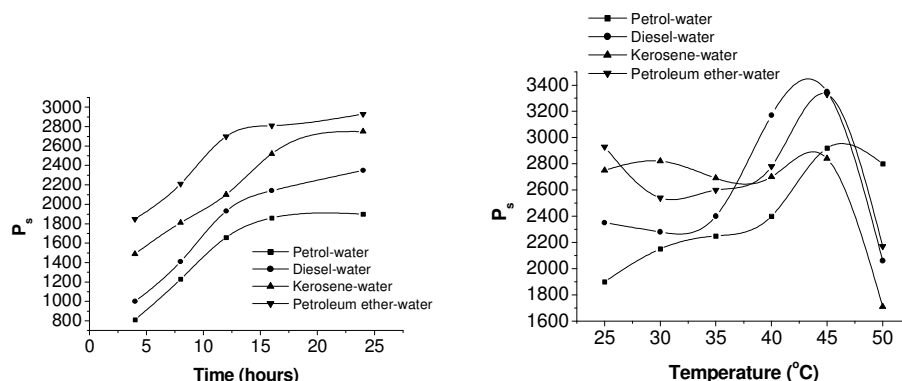 Petrol-water
Diesel-water
Kerosene-water
Petroleum ether-water
3000
2800
2600
2400
2200
2000
1800
1600
1400
1200
1000
800
P s
0 5 10 15 20 25 30
Time (hours)
Petrol-water
Diesel-water
Kerosene-water
Petroleum ether-water
3400
3200
3000
2800
2600
2400
2200
2000
1800
1600
P s
25 30 35 40 45 50
Temperature (°C)